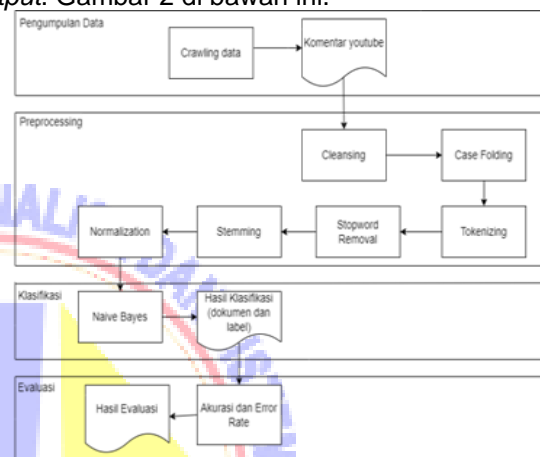 put. Gambar 2 di bawah ini.
Pengumpulan Data
Crawling data
Komentar youtube
Preprocessing
Cleansing
Case Folding
Tokenizing
Stopword
Removal
Stemming
Normalization
Klasifikasi
Naive Bayes
Hasil Klasifikasi
(dokumen dan
label)
Evaluasi
Akurasi dan Error
Rate
Hasil Evaluasi